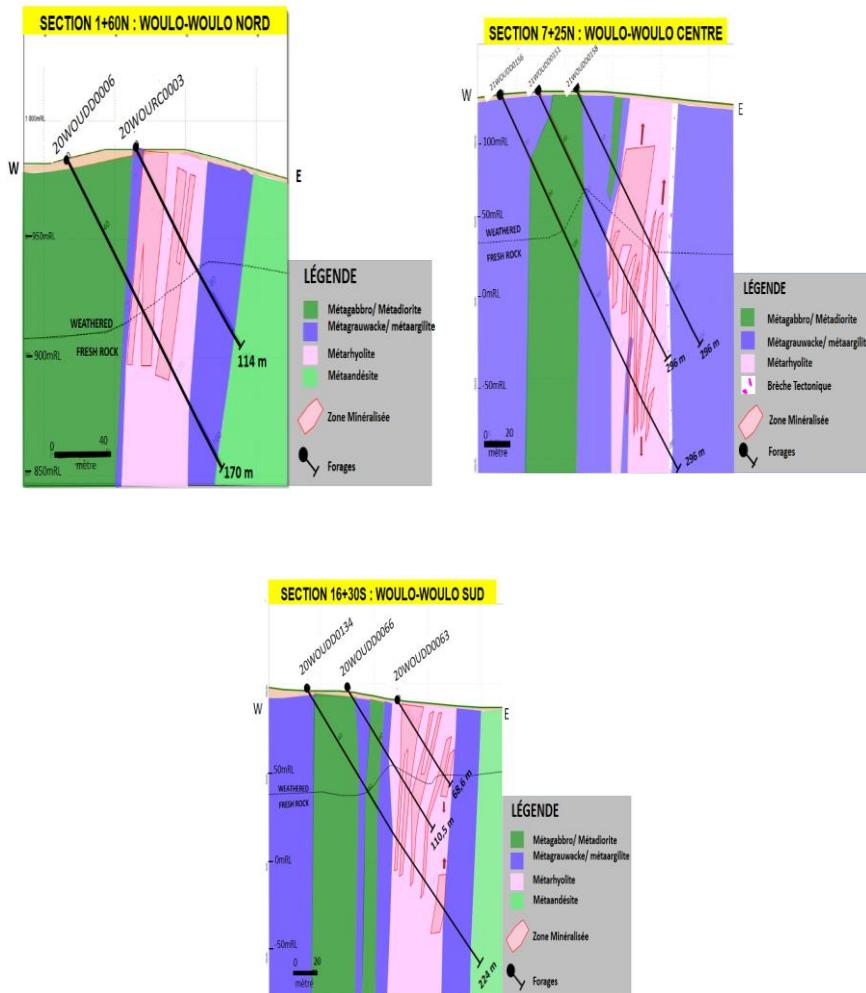 SECTION 1+60N : WOULO-WOULO NORD
20WOUDD0006
20WOURC0003
1 000mRL
W
E
950mRL
WEATHERED
FRESH ROCK
900mRL
114 m
0 40
mètre
850mRL
170 m
LÉGENDE
Métagabbro/ Métadiorite
Métagrauwacke/ métaargilite
Métarhyolite
Métaandésite
Zone Minéralisée
Forages
SECTION 7+25N : WOULO-WOULO CENTRE
21WOUDD00156
21WOUDD00151
21WOUDD00158
W
E
100mRL
50mRL
WEATHERED
FRESH ROCK
0mRL
-50mRL
296 m
296 m
0 20
mètre
296 m
LÉGENDE
Métagabbro/ Métadiorite
Métagrauwacke/ métaargilit
Métarhyolite
Brèche Tectonique
Zone Minéralisée
Forages
SECTION 16+30S : WOULO-WOULO SUD
20WOUDD0134
20WOUDD0066
20WOUDD0063
W
E
50mRL
WEATHERED
FRESH ROCK
68,6 m
110,5 m
0mRL
-50mRL
0 20
mètre
224 m
LÉGENDE
Métagabbro/ Métadiorite
Métagrauwacke/ métaargilite
Métarhyolite
Métaandésite
Zone Minéralisée
Forages